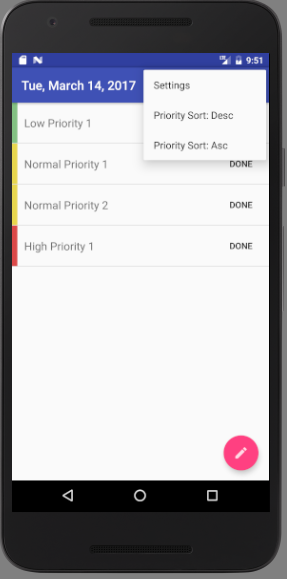 9:51
Tue, March 14, 2017
Settings
Priority Sort: Desc
Priority Sort: Asc
Low Priority 1
Normal Priority 1 DONE
Normal Priority 2 DONE
High Priority 1 DONE